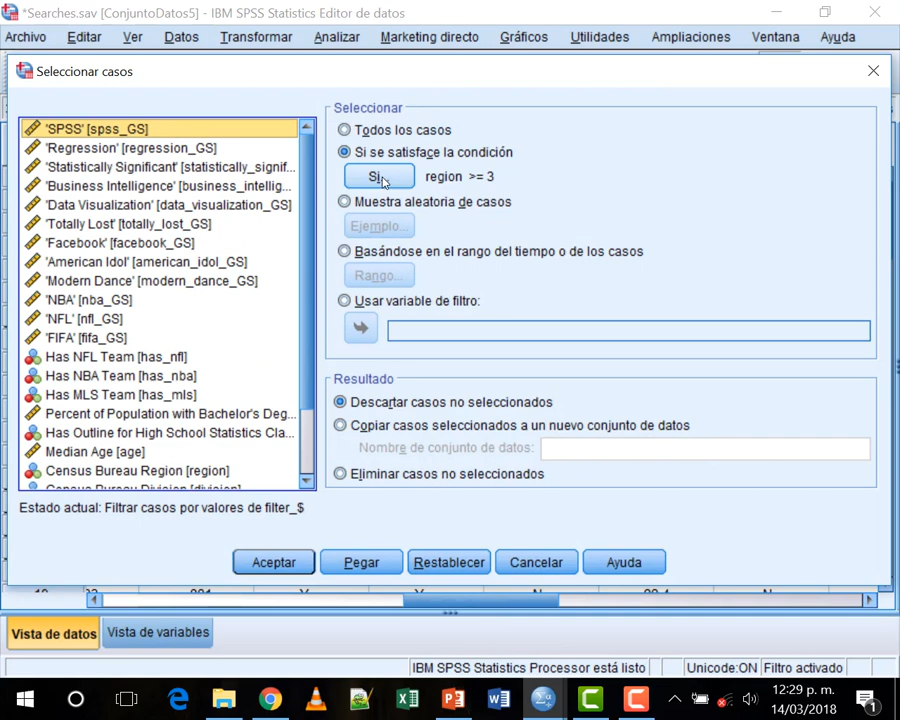 *Searches.sav [ConjuntoDatos5] - IBM SPSS Statistics Editor de datos
Archivo Editar Ver Datos Transformar Analizar Marketing directo Gráficos Utilidades Ampliaciones Ventana Ayuda
Seleccionar casos
'SPSS' [spss_GS]
'Regression' [regression_GS]
'Statistically Significant' [statistically_signif...
'Business Intelligence' [business_intellig...
'Data Visualization' [data_visualization_GS]
'Totally Lost' [totally_lost_GS]
'Facebook' [facebook_GS]
'American Idol' [american_idol_GS]
'Modern Dance' [modern_dance_GS]
'NBA' [nba_GS]
'NFL' [nfl_GS]
'FIFA' [fifa_GS]
Has NFL Team [has_nfl]
Has NBA Team [has_nba]
Has MLS Team [has_mls]
Percent of Population with Bachelor's Deg...
Has Outline for High School Statistics Cla...
Median Age [age]
Census Bureau Region [region]
Census Bureau Division [division]
Seleccionar
Todos los casos
Si se satisface la condición
Si... region >= 3
Muestra aleatoria de casos
Ejemplo...
Basándose en el rango del tiempo o de los casos
Rango...
Usar variable de filtro:
Resultado
Descartar casos no seleccionados
Copiar casos seleccionados a un nuevo conjunto de datos
Nombre de conjunto de datos:
Eliminar casos no seleccionados
Estado actual: Filtrar casos por valores de filter_$
Aceptar Pegar Restablecer Cancelar Ayuda
Vista de datos Vista de variables
IBM SPSS Statistics Processor está listo Unicode:ON Filtro activado
12:29 p. m.
14/03/2018
1